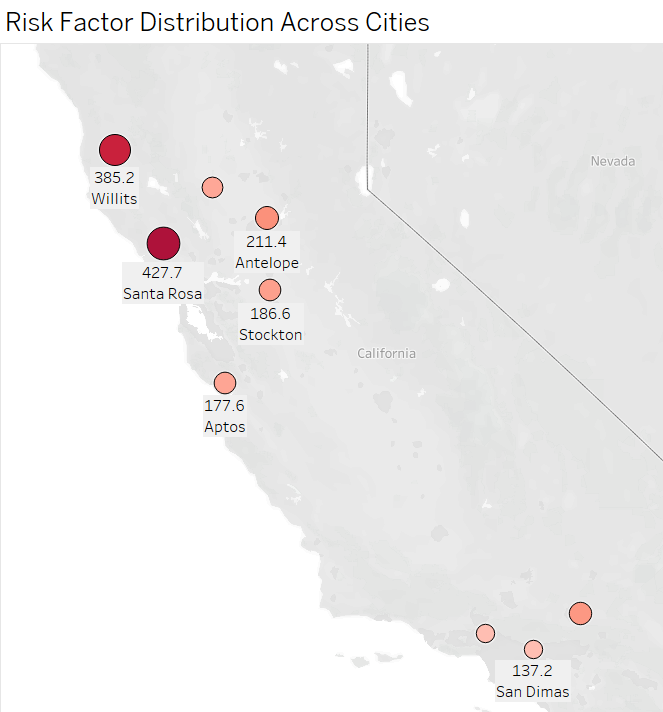 Risk Factor Distribution Across Cities
Nevada
385.2
Willits
211.4
Antelope
427.7
Santa Rosa
186.6
Stockton
California
177.6
Aptos
137.2
San Dimas